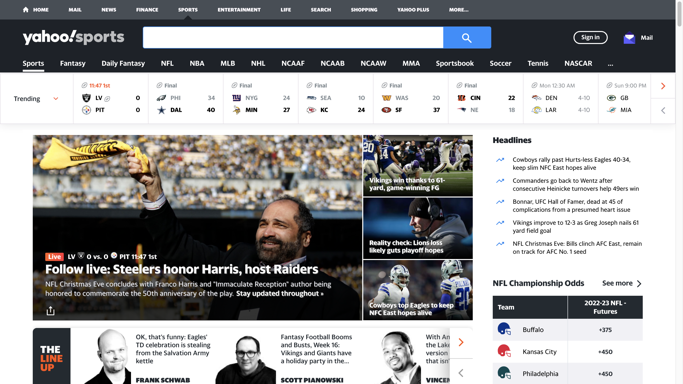 HOME MAIL NEWS FINANCE SPORTS ENTERTAINMENT LIFE SEARCH SHOPPING YAHOO PLUS MORE...
yahoo!sports
Sign in
Mail
Sports Fantasy Daily Fantasy NFL NBA MLB NHL NCAAF NCAAB NCAAW MMA Sportsbook Soccer Tennis NASCAR ...
Trending
11:47 1st
LV 0
PIT 0
Final
PHI 34
DAL 40
Final
NYG 24
MIN 27
Final
SEA 10
KC 24
Final
WAS 20
SF 37
Final
CIN 22
NE 18
Mon 12:30 AM
DEN 4-10
LAR 4-10
Sun 9:00 PM
GB
MIA
Live LV 0 vs. 0 PIT 11:47 1st
Follow live: Steelers honor Harris, host Raiders
NFL Christmas Eve concludes with Franco Harris and "Immaculate Reception" author being
honored to commemorate the 50th anniversary of the play. Stay updated throughout »
Vikings win thanks to 61-
yard, game-winning FG
Reality check: Lions loss
likely guts playoff hopes
Cowboys top Eagles to keep
NFC East hopes alive
Headlines
Cowboys rally past Hurts-less Eagles 40-34,
keep slim NFC East hopes alive
Commanders go back to Wentz after
consecutive Heinicke turnovers help 49ers win
Bonnar, UFC Hall of Famer, dead at 45 of
complications from a presumed heart issue
Vikings improve to 12-3 as Greg Joseph nails 61
yard field goal
NFL Christmas Eve: Bills clinch AFC East, remain
on track for AFC No. 1 seed
NFL Championship Odds
See more
Team
2022-23 NFL -
Futures
Buffalo +375
Kansas City +450
Philadelphia +450
THE
LINE
UP
OK, that's funny: Eagles'
TD celebration is stealing
from the Salvation Army
kettle
FRANK SCHWAB
Fantasy Football Booms
and Busts, Week 16:
Vikings and Giants have
a holiday party in the...
SCOTT PIANOWSKI
With An
the Lake
version
that isn'
VINCEN